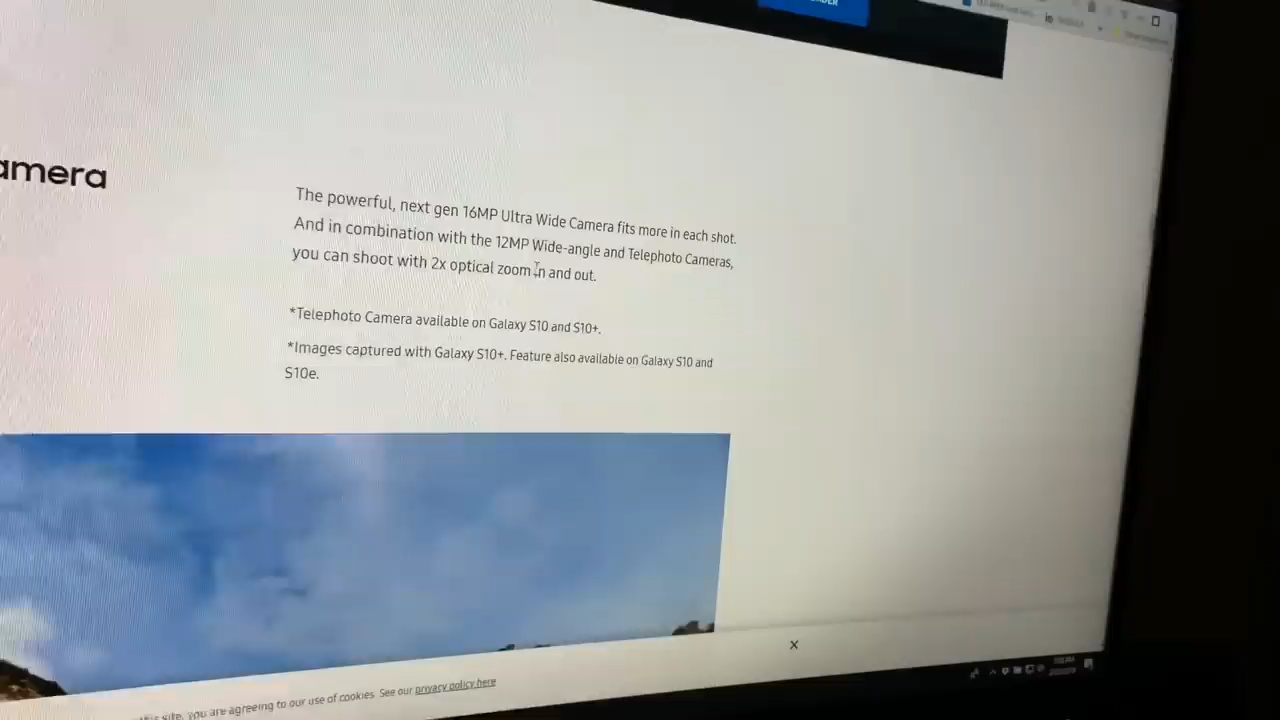 amera
The powerful, next gen 16MP Ultra Wide Camera fits more in each shot.
And in combination with the 12MP Wide-angle and Telephoto Cameras,
you can shoot with 2x optical zoom in and out.
*Telephoto Camera available on Galaxy S10 and S10+.
*Images captured with Galaxy S10+. Feature also available on Galaxy S10 and
S10e.
this site, you are agreeing to our use of cookies. See our privacy policy here
X